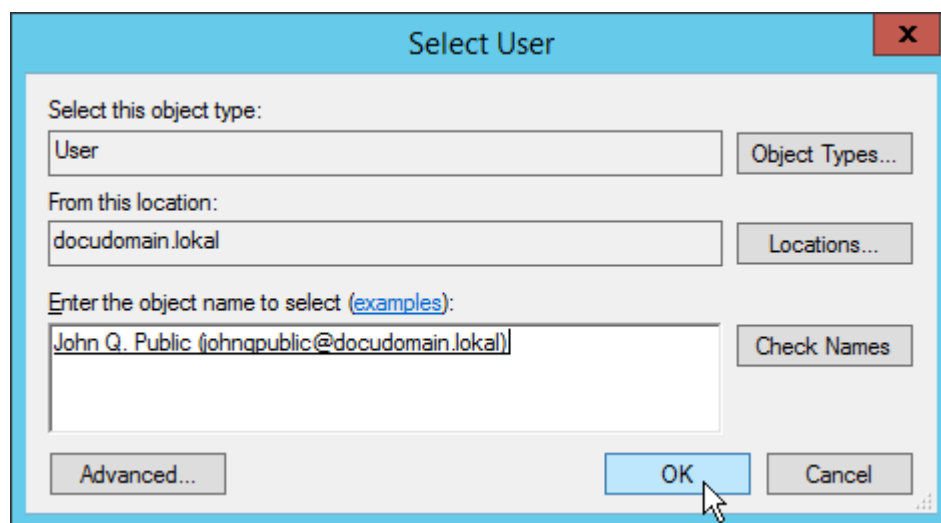 Select User
x
Select this object type:
User
Object Types...
From this location:
docudomain.lokal
Locations...
Enter the object name to select (examples):
John Q. Public (johnqpublic@docudomain.lokal)
Check Names
Advanced...
OK
Cancel